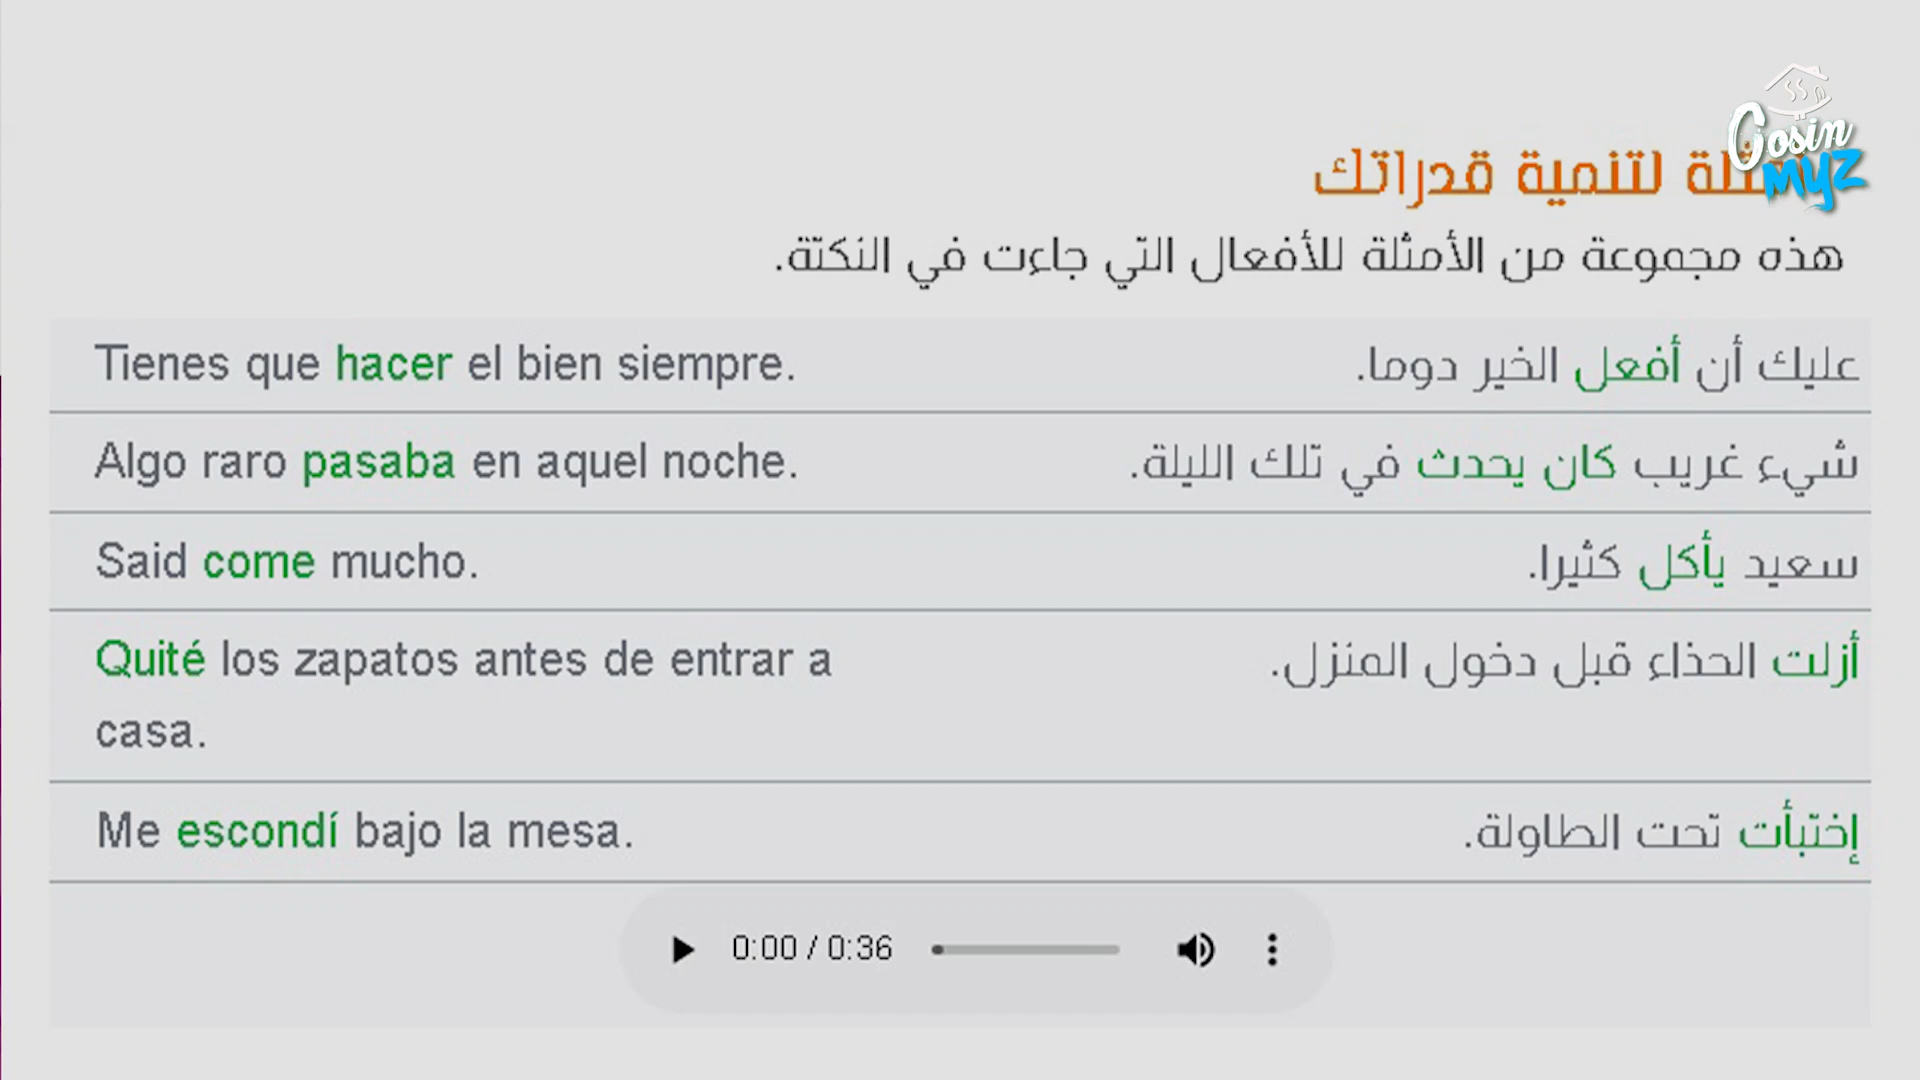 Cosin
myz
لتنمية قدراتك
هذه مجموعة من الأمثلة للأفعال التي جاءت في النكتة.
Tienes que hacer el bien siempre.
عليك أن أفعل الخير دوما.
Algo raro pasaba en aquel noche.
شيء غريب كان يحدث في تلك الليلة.
Said come mucho.
سعيد يأكل كثيرا.
Quité los zapatos antes de entrar a
casa.
أزلت الحذاء قبل دخول المنزل.
Me escondí bajo la mesa.
إختبأت تحت الطاولة.
0:00 / 0:36